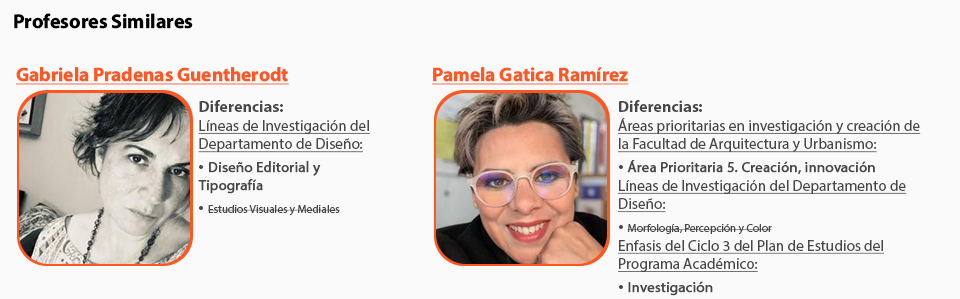 Profesores Similares
Gabriela Pradenas Guentherodt
Diferencias:
Líneas de Investigación del
Departamento de Diseño:
• Diseño Editorial y
Tipografía
• Estudios Visuales y Mediales
Pamela Gatica Ramírez
Diferencias:
Áreas prioritarias en investigación y creación de
la Facultad de Arquitectura y Urbanismo:
• Área Prioritaria 5. Creación, innovación
Líneas de Investigación del Departamento de
Diseño:
• Morfología, Percepción y Color
Enfasis del Ciclo 3 del Plan de Estudios del
Programa Académico:
• Investigación